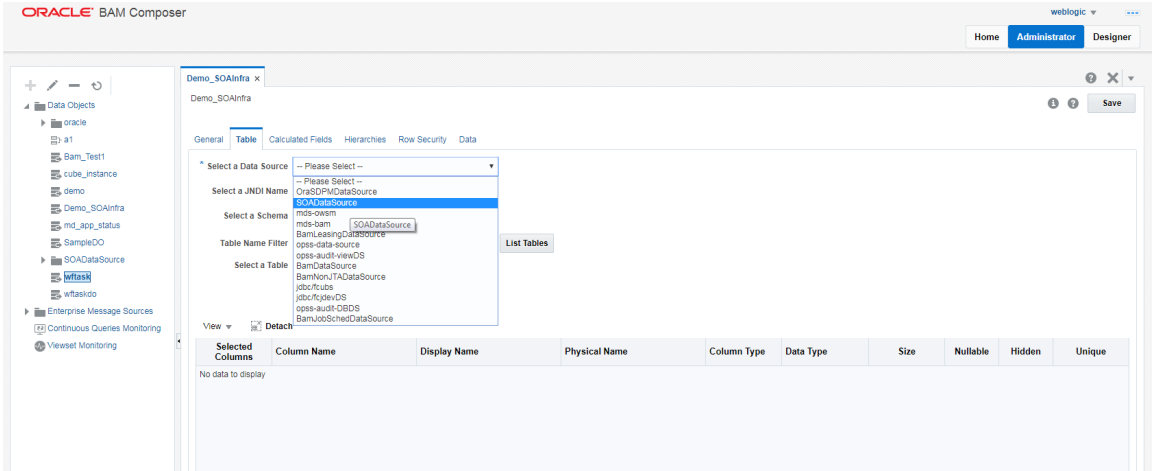 ORACLE BAM Composer
weblogic
Home Administrator Designer
Data Objects
oracle
a1
Bam_Test1
cube_instance
demo
Demo_SOAInfra
md_app_status
SampleDO
SOADataSource
wftask
wftaskdo
Enterprise Message Sources
Continuous Queries Monitoring
Viewset Monitoring
Demo_SOAInfra ×
Demo_SOAInfra
Save
General Table Calculated Fields Hierarchies Row Security Data
* Select a Data Source -- Please Select --
Select a JNDI Name
Select a Schema
Table Name Filter
Select a Table
List Tables
-- Please Select --
OraSDPMDataSource
SOADataSource
mds-owsm
mds-bam
SOADataSource
BamLeasingDataSource
opss-data-source
opss-audit-viewDS
BamDataSource
BamNonJTADataSource
jdbc/fcubs
jdbc/fcjdevDS
opss-audit-DBDS
BamJobSchedDataSource
View Detach
Selected Columns Column Name Display Name Physical Name Column Type Data Type Size Nullable Hidden Unique
No data to display